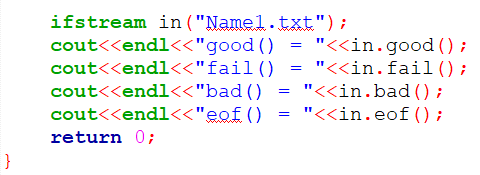 ifstream in("Name1.txt");
cout<<endl<<"good() = "<<in.good();
cout<<endl<<"fail() = "<<in.fail();
cout<<endl<<"bad() = "<<in.bad();
cout<<endl<<"eof() = "<<in.eof();
return 0;
}